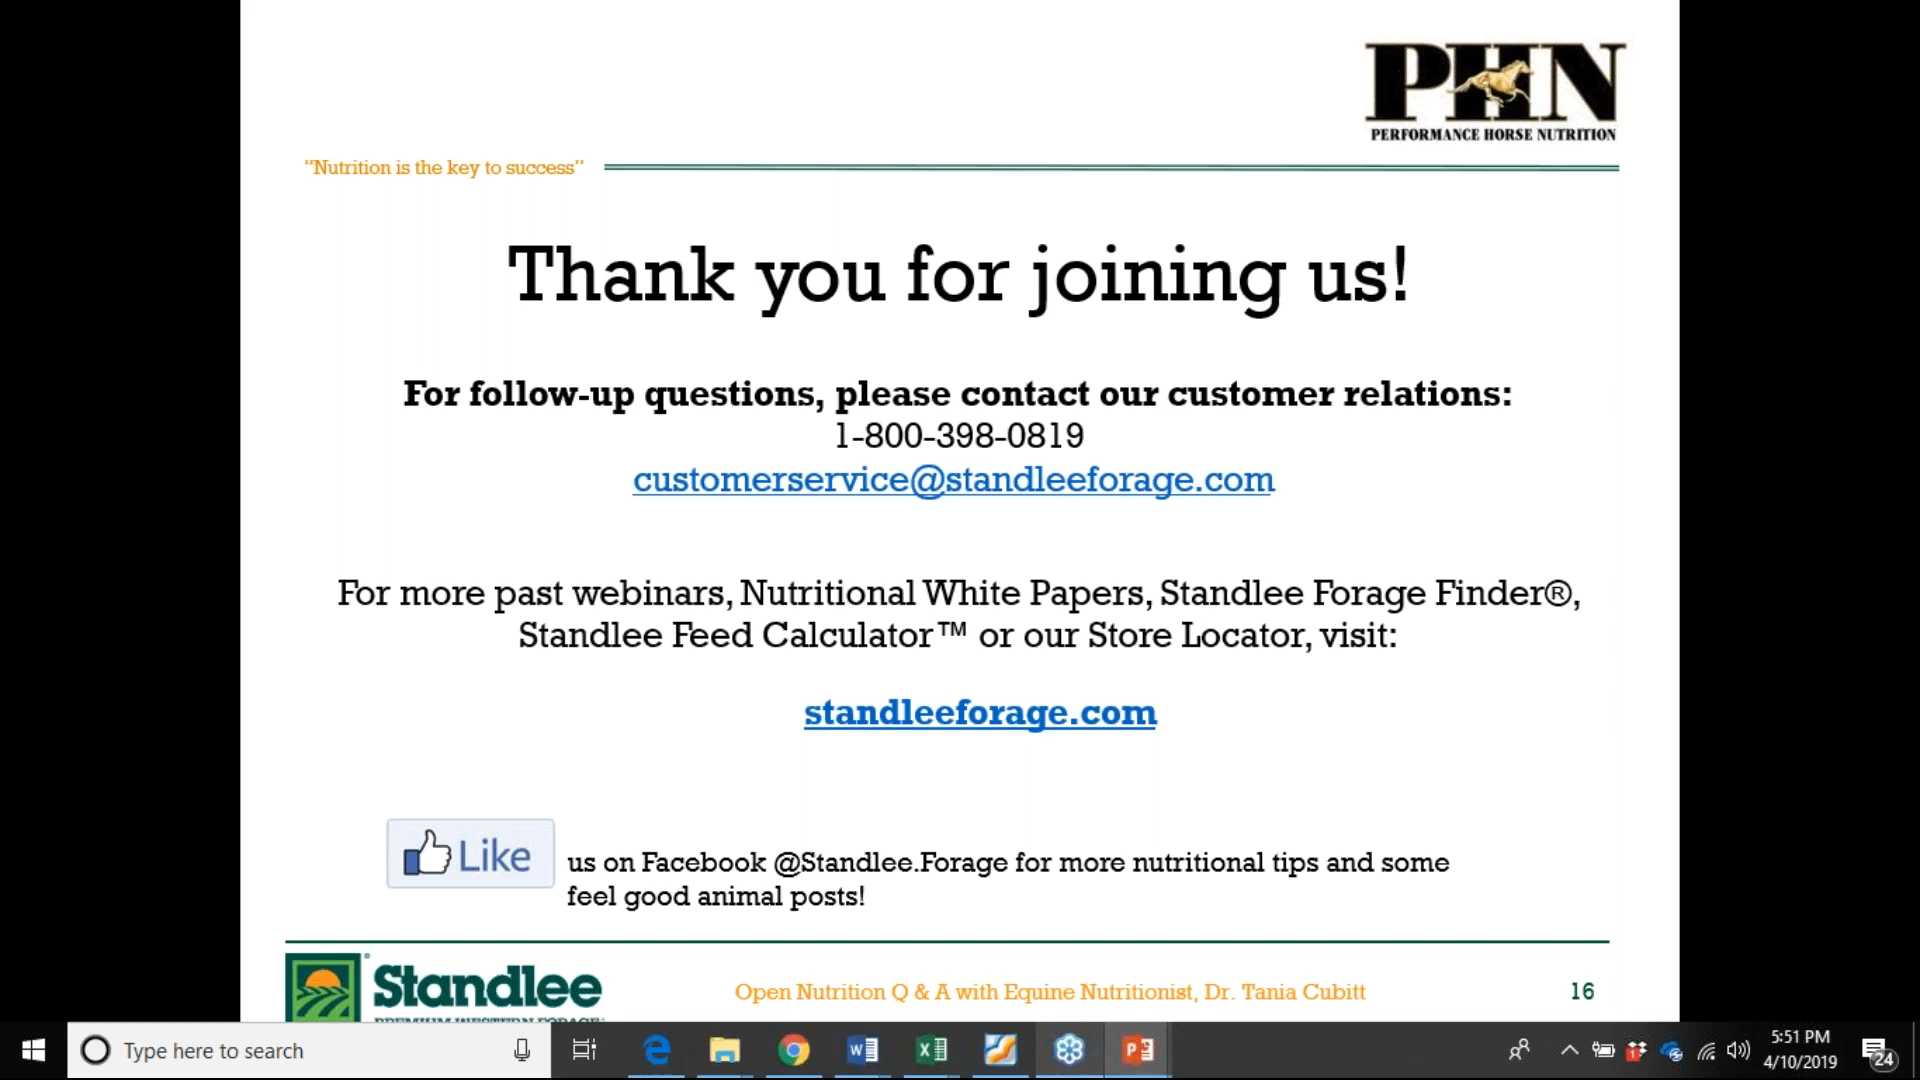 PHN
PERFORMANCE HORSE NUTRITION
“Nutrition is the key to success”
Thank you for joining us!
For follow-up questions, please contact our customer relations:
1-800-398-0819
customerservice@standleeforage.com
For more past webinars, Nutritional White Papers, Standlee Forage Finder®,
Standlee Feed Calculator™ or our Store Locator, visit:
standleeforage.com
Like
us on Facebook @Standlee.Forage for more nutritional tips and some
feel good animal posts!
Standlee
PREMIUM WESTERN FORAGE
Open Nutrition Q & A with Equine Nutritionist, Dr. Tania Cubitt
16
Type here to search
5:51 PM
4/10/2019
24